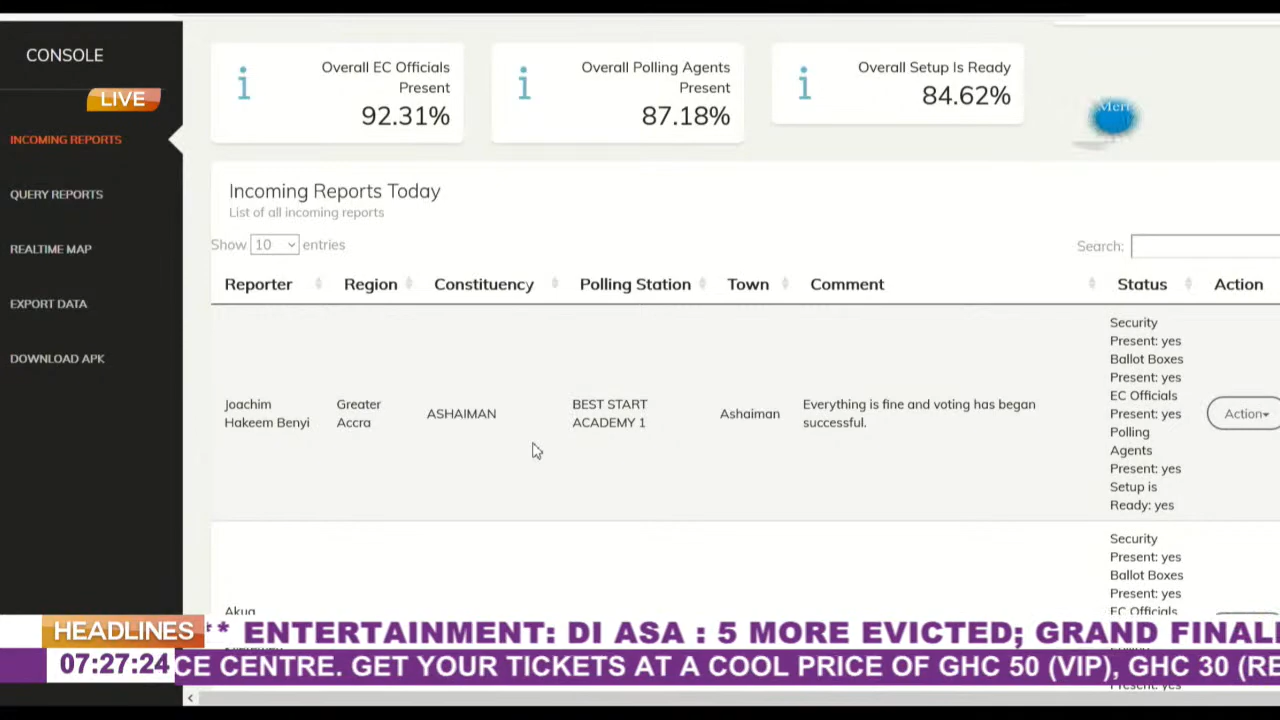 CONSOLE
LIVE
INCOMING REPORTS
QUERY REPORTS
REALTIME MAP
EXPORT DATA
DOWNLOAD APK
i
Overall EC Officials
Present
92.31%
i
Overall Polling Agents
Present
87.18%
i
Overall Setup Is Ready
84.62%
Incoming Reports Today
List of all incoming reports
Show 10 entries
Search:
Reporter Region Constituency Polling Station Town Comment Status Action
Joachim
Hakeem Benyi
Greater
Accra
ASHAIMAN
BEST START
ACADEMY 1
Ashaiman
Everything is fine and voting has began
successful.
Security
Present: yes
Ballot Boxes
Present: yes
EC Officials
Present: yes
Polling
Agents
Present: yes
Setup is
Ready: yes
Action
Akua
Security
Present: yes
Ballot Boxes
Present: yes
EC Officials
HEADLINES
** ENTERTAINMENT: DI ASA : 5 MORE EVICTED; GRAND FINAL
07:27:24
CE CENTRE. GET YOUR TICKETS AT A COOL PRICE OF GHC 50 (VIP), GHC 30 (RE